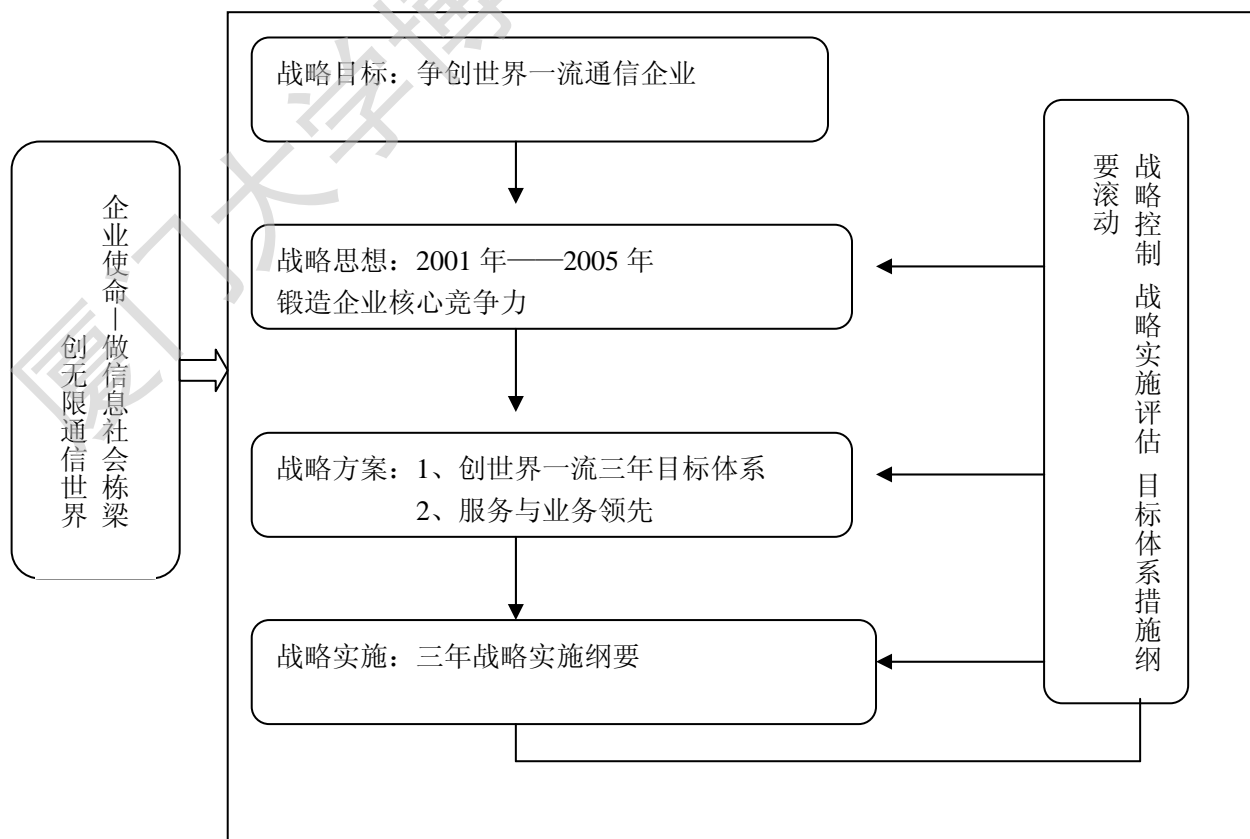 企业使命—做信息社会栋梁
创无限通信世界
战略目标：争创世界一流通信企业
战略思想：2001 年——2005 年
锻造企业核心竞争力
战略方案：1、创世界一流三年目标体系
2、服务与业务领先
战略实施：三年战略实施纲要
战略控制 战略实施评估 目标体系措施纲
要滚动
厦门大学博